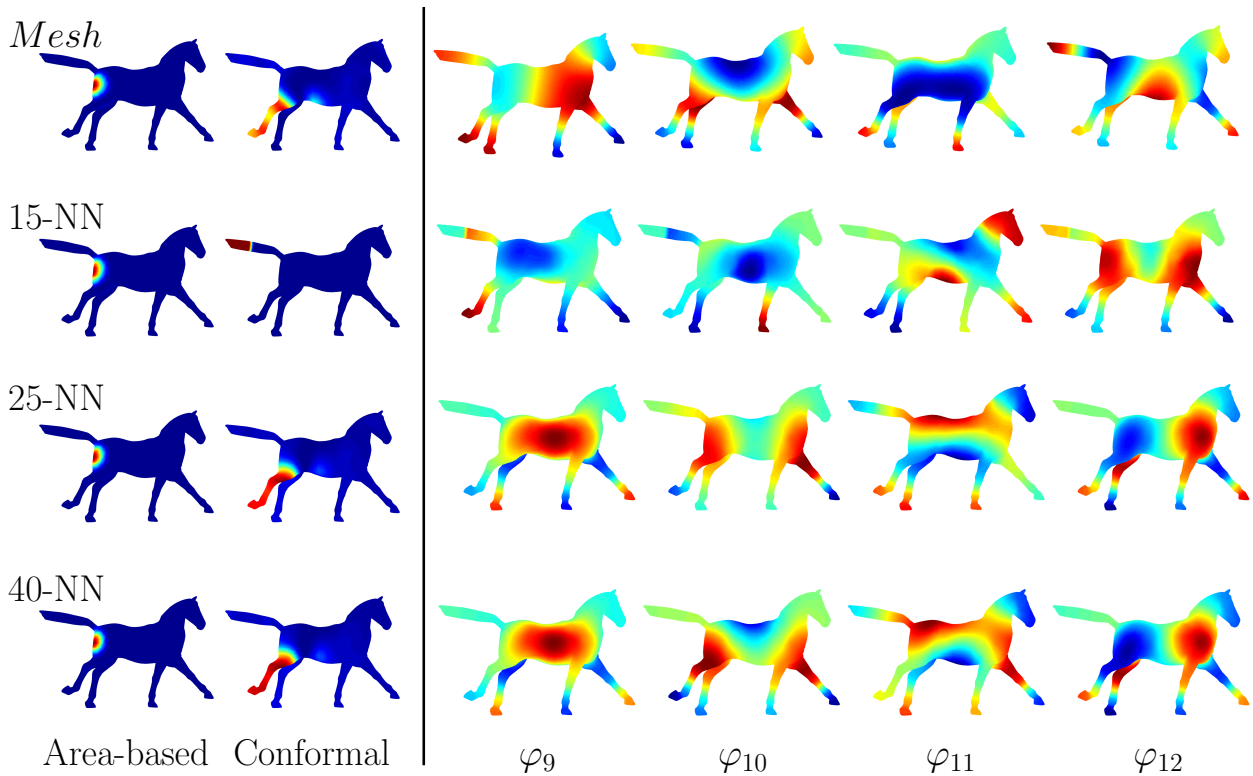 Mesh
15-NN
25-NN
40-NN
Area-based Conformal φ9 φ10 φ11 φ12